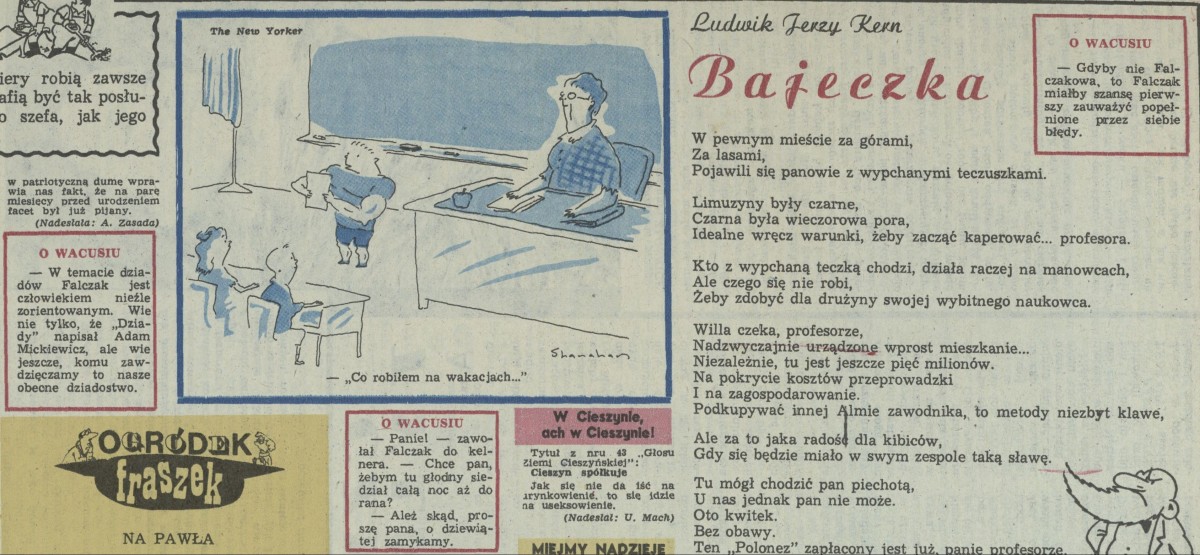 iery robią zawsze
afią być tak posłu-
o szefa, jak jego
w patriotyczną dumę wpra-
wia nas fakt, że na parę
miesięcy przed urodzeniem
facet był już pijany.
(Nadesłała: A. Zasada)
O WACUSIU
— W temacie dzia-
dów Falczak jest
człowiekiem nieźle
zorientowanym. Wie
nie tylko, że „Dzia-
dy" napisał Adam
Mickiewicz, ale wie
jeszcze, komu zaw-
dzięczamy to nasze
obecne dziadostwo.
OGRÓDEK
fraszek
NA PAWŁA
The New Yorker
Shanahan
— „Co robiłem na wakacjach..."
O WACUSIU
— Panie! — zawo-
łał Falczak do kel-
nera. — Chce pan,
żebym tu głodny sie-
dział całą noc aż do
rana?
— Ależ skąd, pro-
szę pana, o dziewią-
tej zamykamy.
W Cieszynie,
ach w Cieszynie!
Tytuł z nru 43 „Głosu
Ziemi Cieszyńskiej":
Cieszyn spółkuje
Jak się nie da iść na
urynkowienie, to się idzie
na useksowienie.
(Nadesłał: U. Mach)
MIEJMY NADZIEJĘ
Ludwik Jerzy Kern
Bajeczka
W pewnym mieście za górami,
Za lasami,
Pojawili się panowie z wypchanymi teczuszkami.
Limuzyny były czarne,
Czarna była wieczorowa pora,
Idealne wręcz warunki, żeby zacząć kaperować... profesora.
Kto z wypchaną teczką chodzi, działa raczej na manowcach,
Ale czego się nie robi,
Żeby zdobyć dla drużyny swojej wybitnego naukowca.
Willa czeka, profesorze,
Nadzwyczajnie urządzone wprost mieszkanie...
Niezależnie, tu jest jeszcze pięć milionów.
Na pokrycie kosztów przeprowadzki
I na zagospodarowanie.
Podkupywać innej Almie zawodnika, to metody niezbyt klawe,
Ale za to jaka radość dla kibiców,
Gdy się będzie miało w swym zespole taką sławę.
Tu mógł chodzić pan piechotą,
U nas jednak pan nie może.
Oto kwitek.
Bez obawy.
Ten „Polonez" zapłacony jest już, panie profesorze.
O WACUSIU
— Gdyby nie Fal-
czakowa, to Falczak
miałby szansę pierw-
szy zauważyć popeł-
nione przez siebie
błędy.